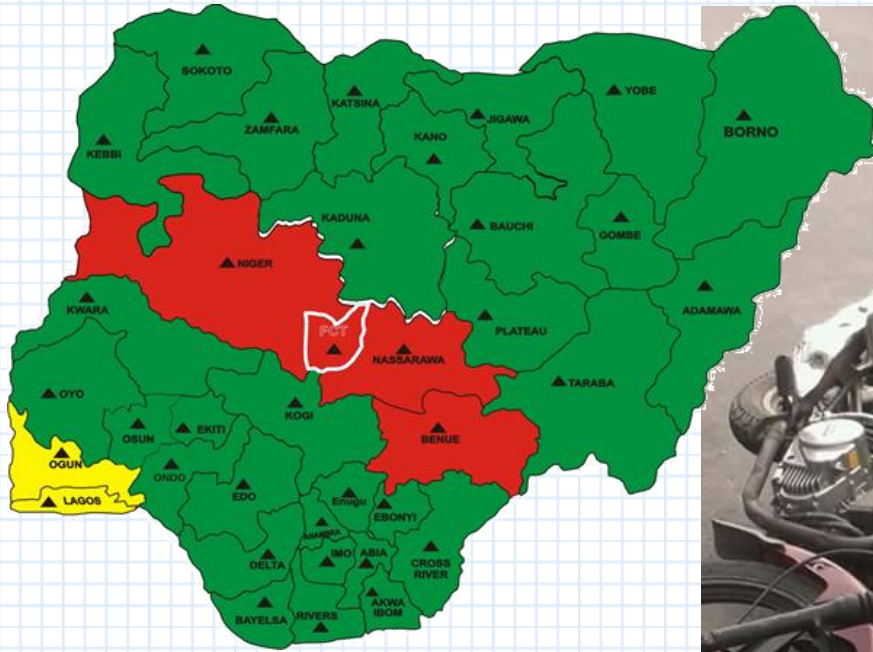 SOKOTO
KATSINA
YOBE
ZAMFARA
JIGAWA
BORNO
KANO
KEBBI
KADUNA
BAUCHI
GOMBE
NIGER
ADAMAWA
KWARA
FCT
PLATEAU
NASSARAWA
TARABA
OYO
KOGI
OSUN
EKITI
BENUE
OGUN
ONDO
EDO
Enugu
LAGOS
EBONYI
ANAMBRA
IMO
ABIA
DELTA
CROSS
RIVER
AKWA
IBOM
BAYELSA
RIVERS